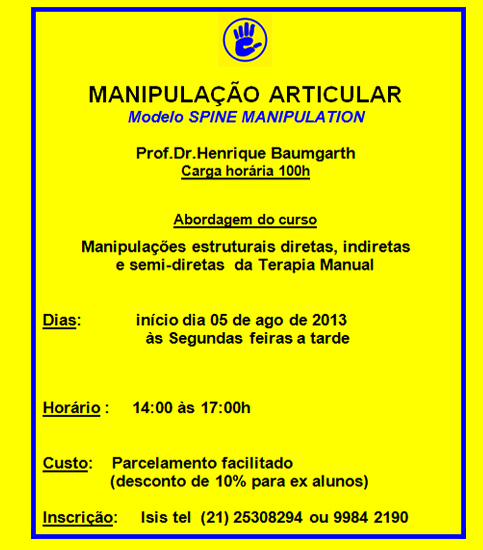 MANIPULAÇÃO ARTICULAR
Modelo SPINE MANIPULATION
Prof.Dr.Henrique Baumgarth
Carga horária 100h
Abordagem do curso
Manipulações estruturais diretas, indiretas
e semi-diretas da Terapia Manual
Dias: início dia 05 de ago de 2013
às Segundas feiras a tarde
Horário : 14:00 às 17:00h
Custo: Parcelamento facilitado
(desconto de 10% para ex alunos)
Inscrição: Isis tel (21) 25308294 ou 9984 2190